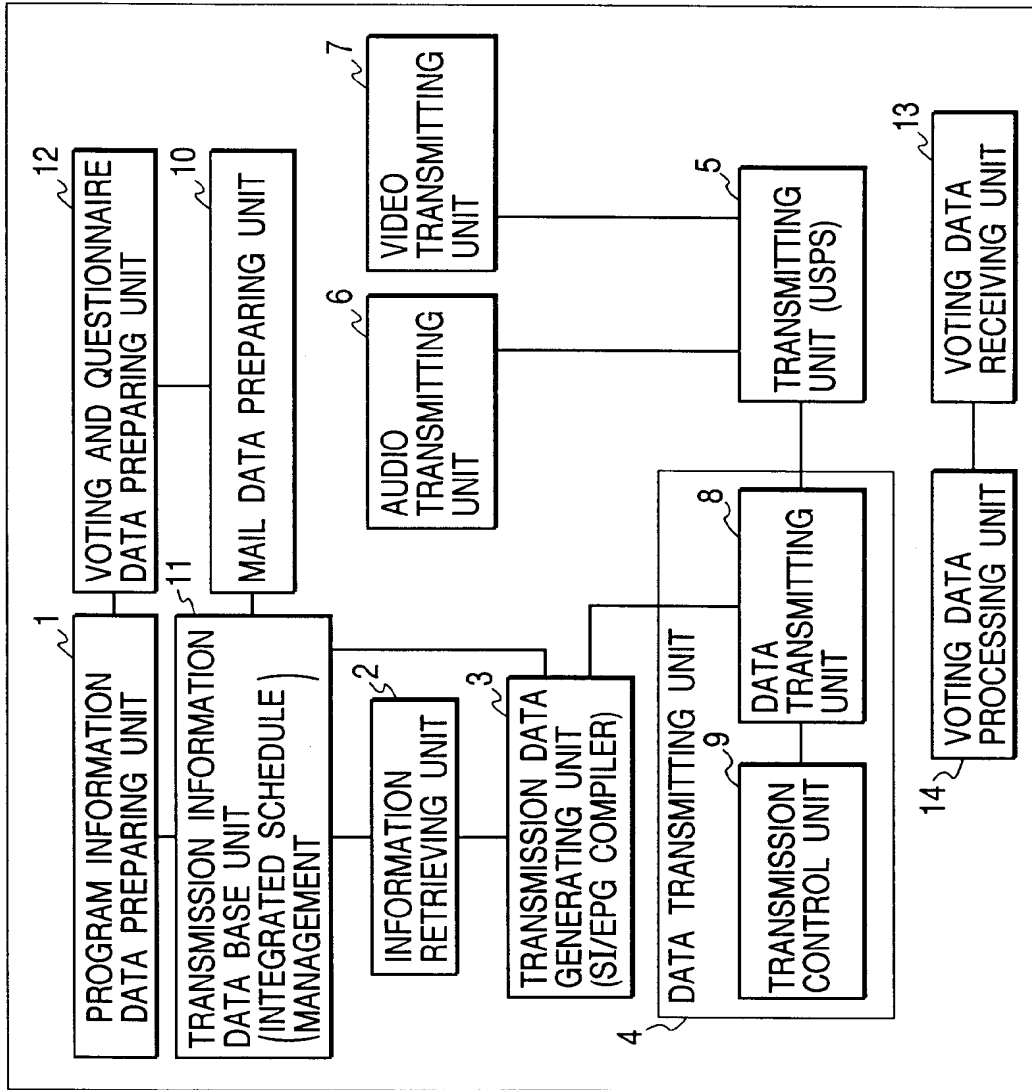 1
PROGRAM INFORMATION
DATA PREPARING UNIT
12
VOTING AND QUESTIONNAIRE
DATA PREPARING UNIT
11
TRANSMISSION INFORMATION
DATA BASE UNIT
(INTEGRATED SCHEDULE
MANAGEMENT)
10
MAIL DATA PREPARING UNIT
2
INFORMATION
RETRIEVING UNIT
3
TRANSMISSION DATA
GENERATING UNIT
(SI/EPG COMPILER)
6
AUDIO
TRANSMITTING
UNIT
7
VIDEO
TRANSMITTING
UNIT
4
DATA TRANSMITTING UNIT
9
TRANSMISSION
CONTROL UNIT
8
DATA
TRANSMITTING
UNIT
5
TRANSMITTING
UNIT (USPS)
14
VOTING DATA
PROCESSING UNIT
13
VOTING DATA
RECEIVING UNIT